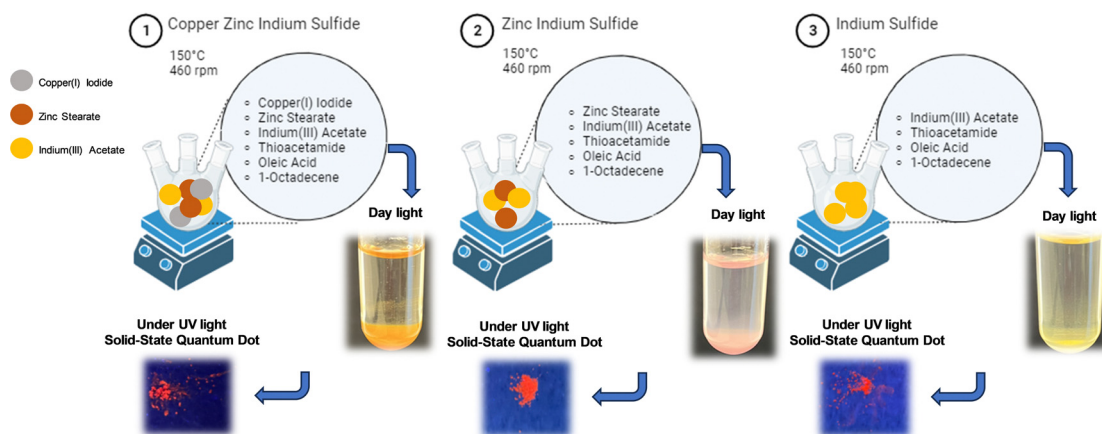 1 Copper Zinc Indium Sulfide
150°C
460 rpm
Copper(I) Iodide
Zinc Stearate
Indium(III) Acetate
Copper(I) Iodide
Zinc Stearate
Indium(III) Acetate
Thioacetamide
Oleic Acid
1-Octadecene
Day light
Under UV light
Solid-State Quantum Dot
2 Zinc Indium Sulfide
150°C
460 rpm
Zinc Stearate
Indium(III) Acetate
Thioacetamide
Oleic Acid
1-Octadecene
Day light
Under UV light
Solid-State Quantum Dot
3 Indium Sulfide
150°C
460 rpm
Indium(III) Acetate
Thioacetamide
Oleic Acid
1-Octadecene
Day light
Under UV light
Solid-State Quantum Dot